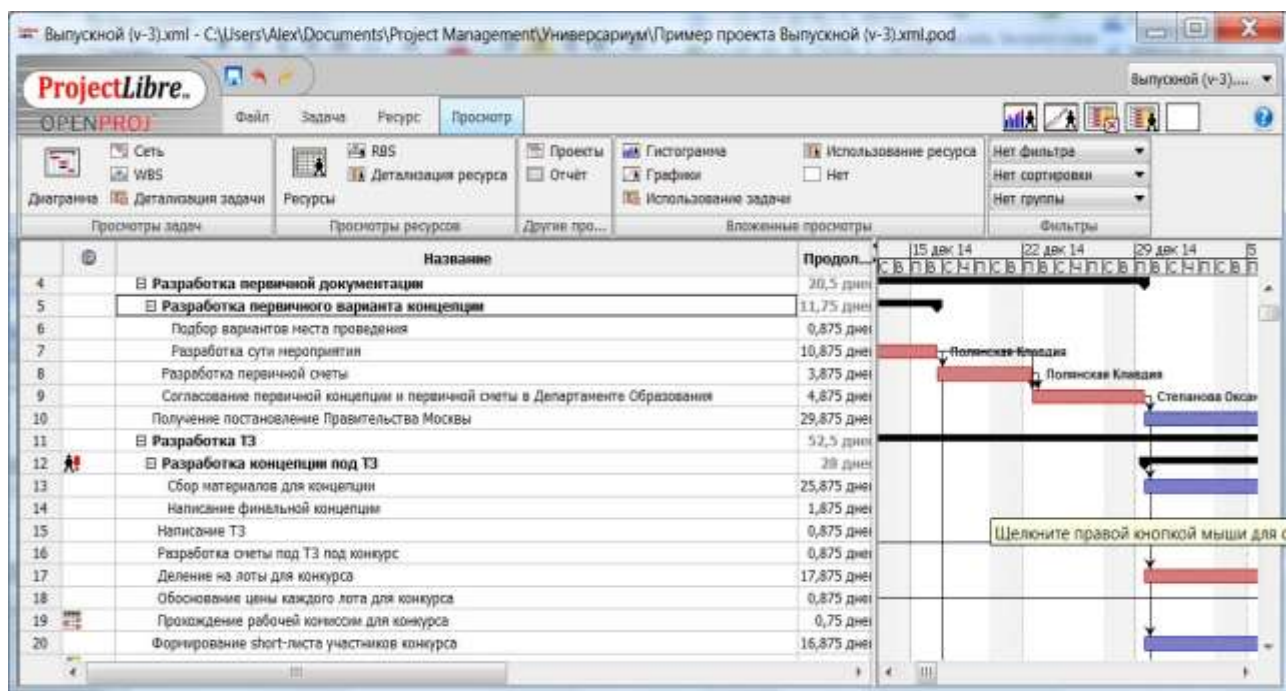 Выпускной (v-3).xml - C:\Users\Alex\Documents\Project Management\Универсариум\Пример проекта Выпускной (v-3).xml.pod
ProjectLibre
OPENPROJ
Выпускной (v-3)....
Файл Задача Ресурс Просмотр
Диаграмма
Сеть
WBS
Детализация задачи
Просмотры задач
Ресурсы
RBS
Детализация ресурса
Просмотры ресурсов
Проекты
Отчёт
Другие про...
Гистограмма
Графики
Использование задачи
Использование ресурса
Нет
Вложенные просмотры
Нет фильтра
Нет сортировки
Нет группы
Фильтры
Название Продол... 15 дек 14 22 дек 14 29 дек 14 5
С В П В С Ч П С В П В С Ч П С В П В С Ч П С В П
4 Разработка первичной документации 20,5 дней
5 Разработка первичного варианта концепции 11,75 дней
6 Подбор вариантов места проведения 0,875 дней
7 Разработка сути мероприятия 10,875 дней Полянская Клавдия
8 Разработка первичной сметы 3,875 дней Полянская Клавдия
9 Согласование первичной концепции и первичной сметы в Департаменте Образования 4,875 дней Степанова Оксан
10 Получение постановление Правительства Москвы 29,875 дней
11 Разработка ТЗ 52,5 дней
12 Разработка концепции под ТЗ 28 дней
13 Сбор материалов для концепции 25,875 дней
14 Написание финальной концепции 1,875 дней
15 Написание ТЗ 0,875 дней Щелкните правой кнопкой мыши для с
16 Разработка сметы под ТЗ под конкурс 0,875 дней
17 Деление на лоты для конкурса 17,875 дней
18 Обоснование цены каждого лота для конкурса 0,875 дней
19 Прохождение рабочей комиссии для конкурса 0,75 дней
20 Формирование short-листа участников конкурса 16,875 дней